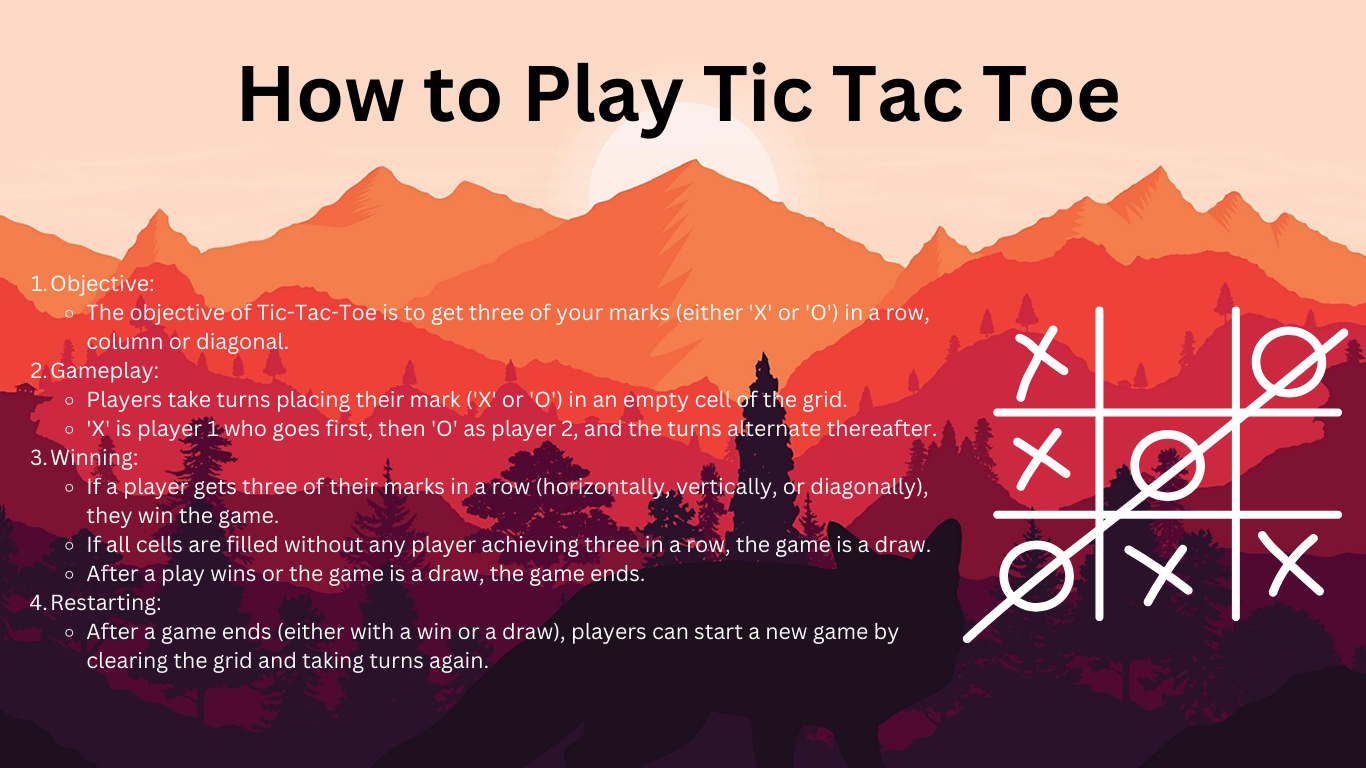 How to Play Tic Tac Toe
1. Objective:
◦ The objective of Tic-Tac-Toe is to get three of your marks (either 'X' or 'O') in a row,
column or diagonal.
2. Gameplay:
◦ Players take turns placing their mark ('X' or 'O') in an empty cell of the grid.
◦ 'X' is player 1 who goes first, then 'O' as player 2, and the turns alternate thereafter.
3. Winning:
◦ If a player gets three of their marks in a row (horizontally, vertically, or diagonally),
they win the game.
◦ If all cells are filled without any player achieving three in a row, the game is a draw.
◦ After a play wins or the game is a draw, the game ends.
4. Restarting:
◦ After a game ends (either with a win or a draw), players can start a new game by
clearing the grid and taking turns again.
X O
X O
O X X